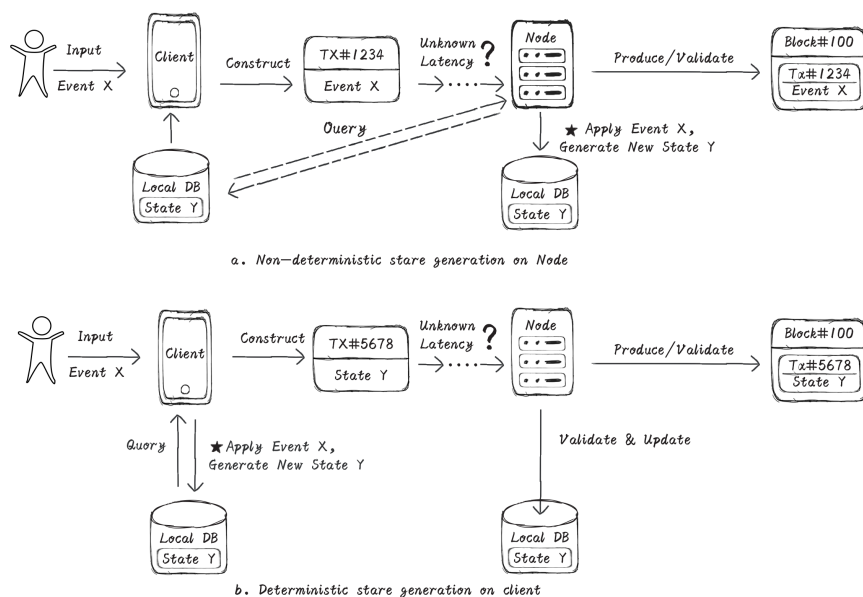 Input
Event X
Client
Construct
TX#1234
Event X
Unknown
Latency ?
Node
Produce/Validate
Block#100
Tx#1234
Event X
Query
★ Apply Event X,
Generate New State Y
Local DB
State Y
Local DB
State Y
a. Non-deterministic stare generation on Node
Input
Event X
Client
Construct
TX#5678
State Y
Unknown
Latency ?
Node
Produce/Validate
Block#100
Tx#5678
State Y
Query
★ Apply Event X,
Generate New State Y
Validate & Update
Local DB
State Y
Local DB
State Y
b. Deterministic stare generation on client